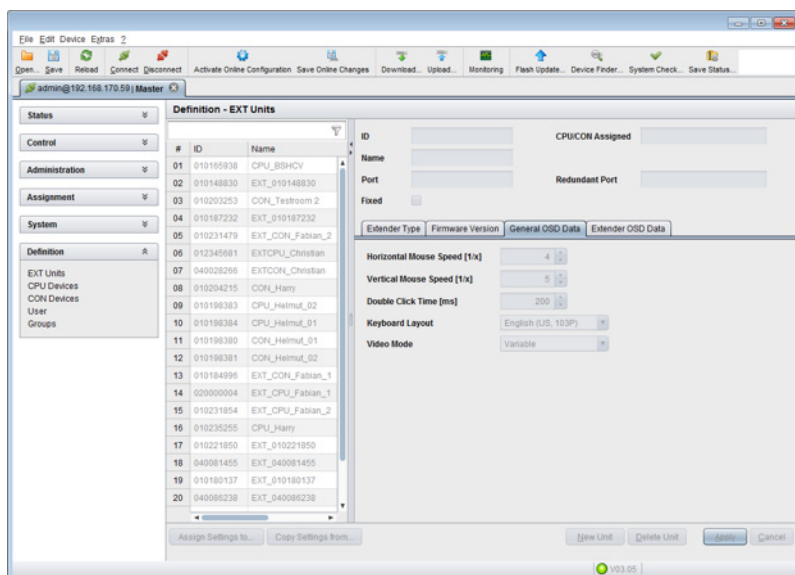 File Edit Device Extras ?
Open... Save Reload Connect Disconnect Activate Online Configuration Save Online Changes Download... Upload... Monitoring Flash Update... Device Finder... System Check... Save Status...
admin@192.168.170.59 | Master
Status
Control
Administration
Assignment
System
Definition
EXT Units
CPU Devices
CON Devices
User
Groups
Definition - EXT Units
# ID Name
01 010165938 CPU_BSHCV
02 010148830 EXT_010148830
03 010203253 CON_Testroom 2
04 010187232 EXT_010187232
05 010231479 EXT_CON_Fabian_2
06 012345681 EXTCPU_Christian
07 040028266 EXTCON_Christian
08 010204215 CON_Harry
09 010198383 CPU_Helmut_02
10 010198384 CPU_Helmut_01
11 010198380 CON_Helmut_01
12 010198381 CON_Helmut_02
13 010184996 EXT_CON_Fabian_1
14 020000004 EXT_CPU_Fabian_1
15 010231854 EXT_CPU_Fabian_2
16 010235255 CPU_Harry
17 010221850 EXT_010221850
18 040081455 EXT_040081455
19 010180137 EXT_010180137
20 040086238 EXT_040086238
Assign Settings to... Copy Settings from...
ID CPU/CON Assigned
Name
Port Redundant Port
Fixed
Extender Type Firmware Version General OSD Data Extender OSD Data
Horizontal Mouse Speed [1/x] 4
Vertical Mouse Speed [1/x] 5
Double Click Time [ms] 200
Keyboard Layout English (US, 103P)
Video Mode Variable
New Unit Delete Unit Apply Cancel
V03.05